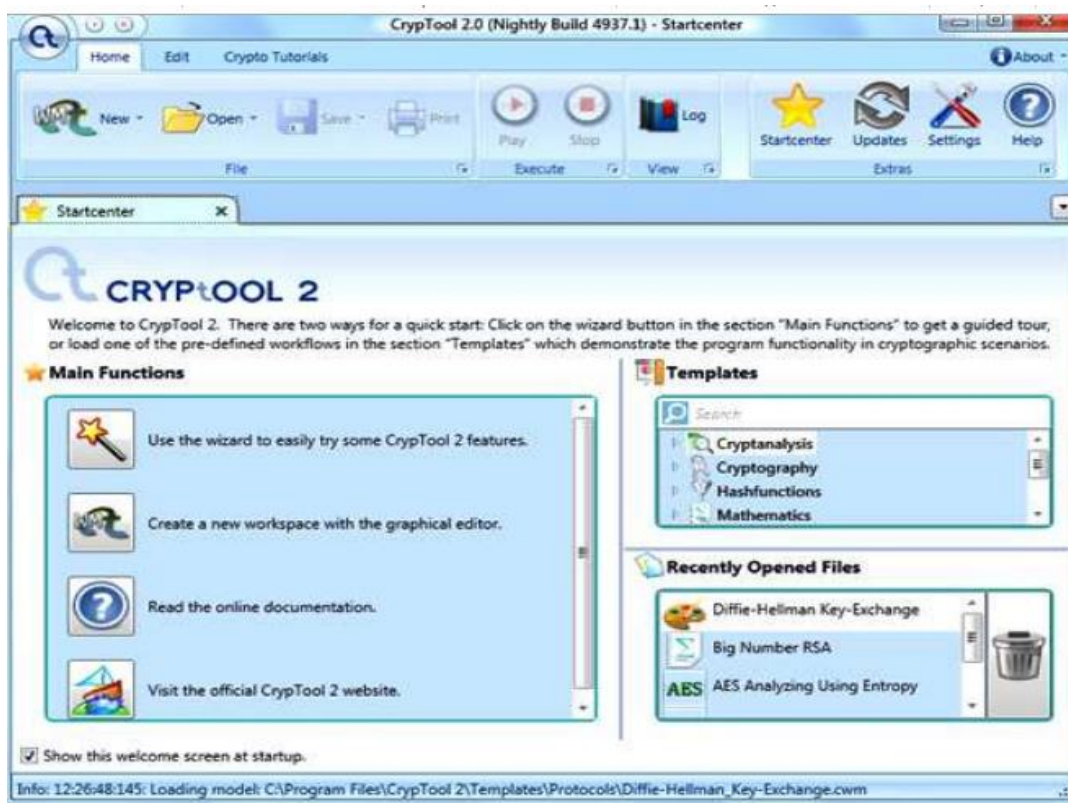 CrypTool 2.0 (Nightly Build 4937.1) - Startcenter
Home Edit Crypto Tutorials About
New Open Save Print Play Stop Log Startcenter Updates Settings Help
File Execute View Extras
Startcenter
CRYPtOOL 2
Welcome to CrypTool 2. There are two ways for a quick start: Click on the wizard button in the section "Main Functions" to get a guided tour,
or load one of the pre-defined workflows in the section "Templates" which demonstrate the program functionality in cryptographic scenarios.
Main Functions
Use the wizard to easily try some CrypTool 2 features.
Create a new workspace with the graphical editor.
Read the online documentation.
Visit the official CrypTool 2 website.
Templates
Search
Cryptanalysis
Cryptography
Hashfunctions
Mathematics
Recently Opened Files
Diffie-Hellman Key-Exchange
Big Number RSA
AES AES Analyzing Using Entropy
Show this welcome screen at startup.
Info: 12:26:48:145: Loading model: C:\Program Files\CrypTool 2\Templates\Protocols\Diffie-Hellman_Key-Exchange.cwm